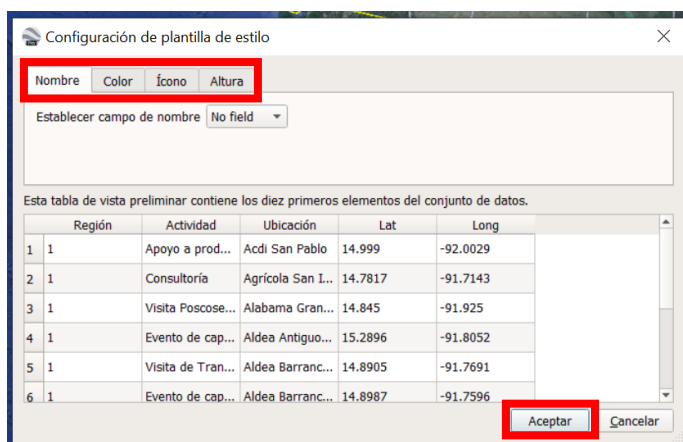 Configuración de plantilla de estilo
Nombre Color Ícono Altura
Establecer campo de nombre No field
Esta tabla de vista preliminar contiene los diez primeros elementos del conjunto de datos.
Región Actividad Ubicación Lat Long
1 1 Apoyo a prod... Acdi San Pablo 14.999 -92.0029
2 1 Consultoría Agrícola San I... 14.7817 -91.7143
3 1 Visita Poscose... Alabama Gran... 14.845 -91.925
4 1 Evento de cap... Aldea Antiguo... 15.2896 -91.8052
5 1 Visita de Tran... Aldea Barranc... 14.8905 -91.7691
6 1 Evento de cap... Aldea Barranc... 14.8987 -91.7596
Aceptar Cancelar